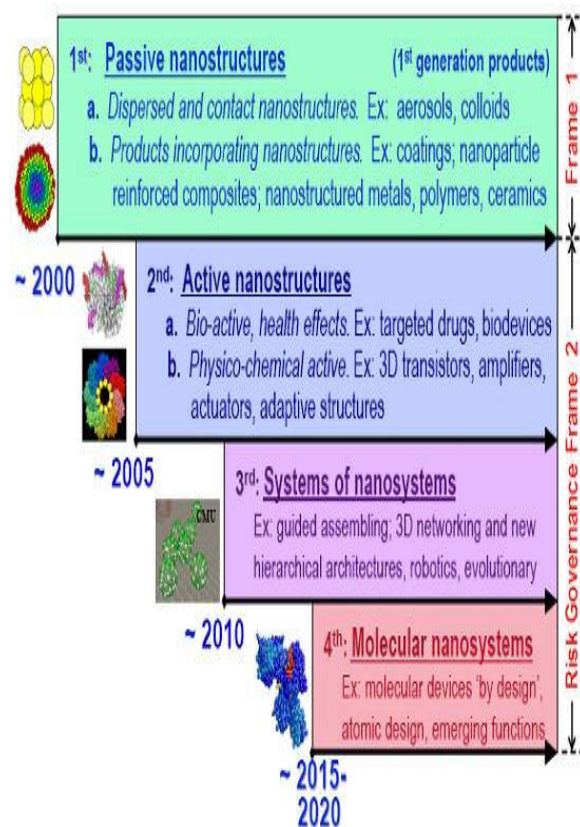 1st: Passive nanostructures (1st generation products)
a. Dispersed and contact nanostructures. Ex: aerosols, colloids
b. Products incorporating nanostructures. Ex: coatings; nanoparticle
reinforced composites; nanostructured metals, polymers, ceramics
~ 2000
2nd: Active nanostructures
a. Bio-active, health effects. Ex: targeted drugs, biodevices
b. Physico-chemical active. Ex: 3D transistors, amplifiers,
actuators, adaptive structures
~ 2005
CMU
3rd: Systems of nanosystems
Ex: guided assembling; 3D networking and new
hierarchical architectures, robotics, evolutionary
~ 2010
4th: Molecular nanosystems
Ex: molecular devices 'by design',
atomic design, emerging functions
~ 2015-
2020
Frame 1
Risk Governance Frame 2